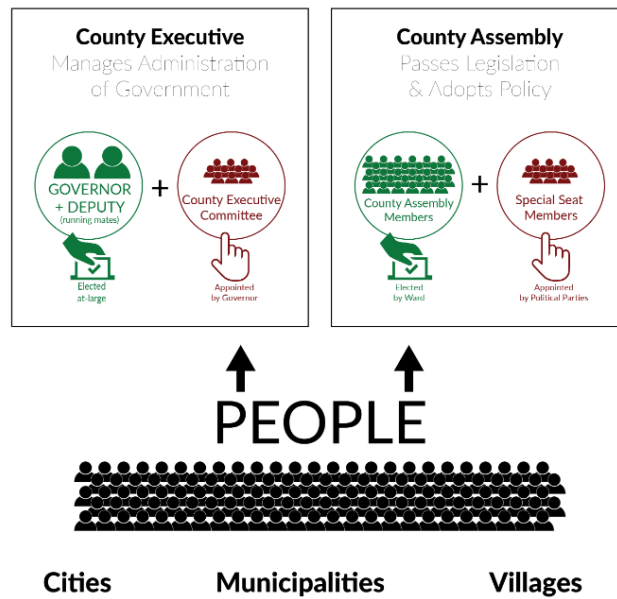 County Executive
Manages Administration
of Government
GOVERNOR
+ DEPUTY
(running mates)
Elected
at-large
+
County Executive
Committee
Appointed
by Governor
County Assembly
Passes Legislation
& Adopts Policy
County Assembly
Members
Elected
by Ward
+
Special Seat
Members
Appointed
by Political Parties
PEOPLE
Cities
Municipalities
Villages